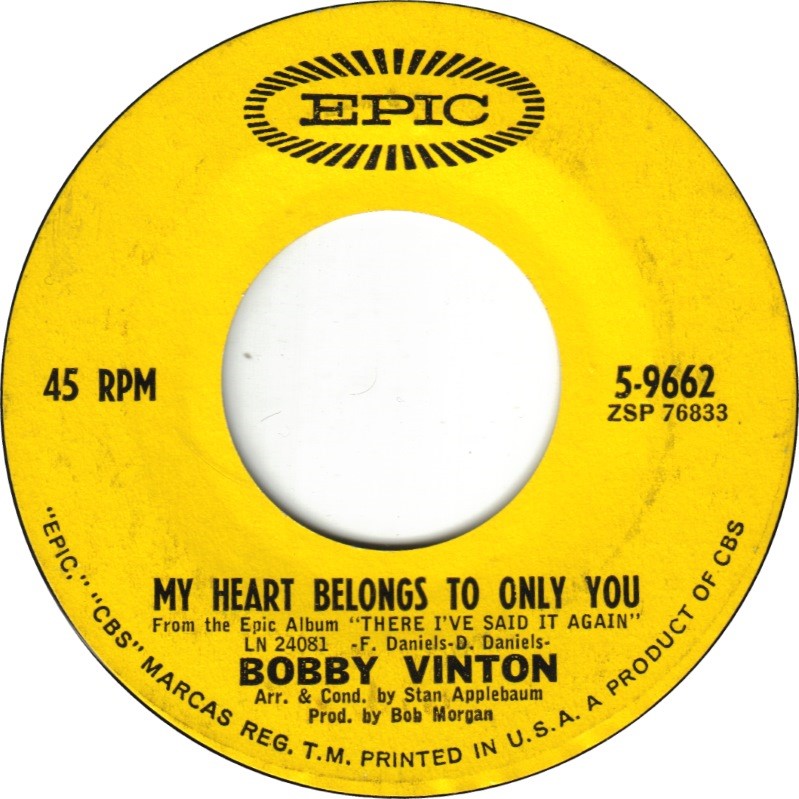 EPIC
45 RPM
5-9662
ZSP 76833
MY HEART BELONGS TO ONLY YOU
From the Epic Album "THERE I'VE SAID IT AGAIN"
LN 24081 -F. Daniels-D. Daniels-
BOBBY VINTON
Arr. & Cond. by Stan Applebaum
Prod. by Bob Morgan
"EPIC," "CBS" MARCAS REG. T.M. PRINTED IN U.S.A. A PRODUCT OF CBS